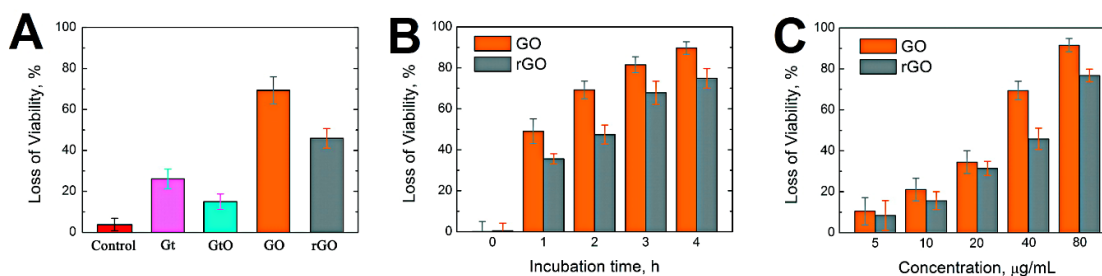 A
Loss of Viability, %
100
80
60
40
20
0
Control Gt GtO GO rGO
B
Loss of Viability, %
100
80
60
40
20
0
GO
rGO
0 1 2 3 4
Incubation time, h
C
Loss of Viability, %
100
80
60
40
20
0
GO
rGO
5 10 20 40 80
Concentration, μg/mL